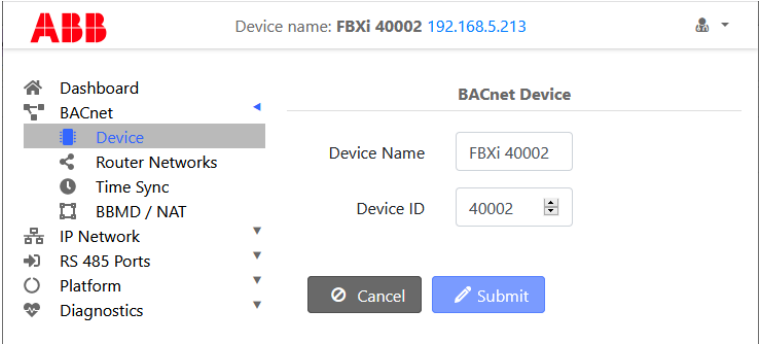 ABB
Device name: FBXi 40002 192.168.5.213
Dashboard
BACnet
Device
Router Networks
Time Sync
BBMD / NAT
IP Network
RS 485 Ports
Platform
Diagnostics
BACnet Device
Device Name FBXi 40002
Device ID 40002
Cancel Submit